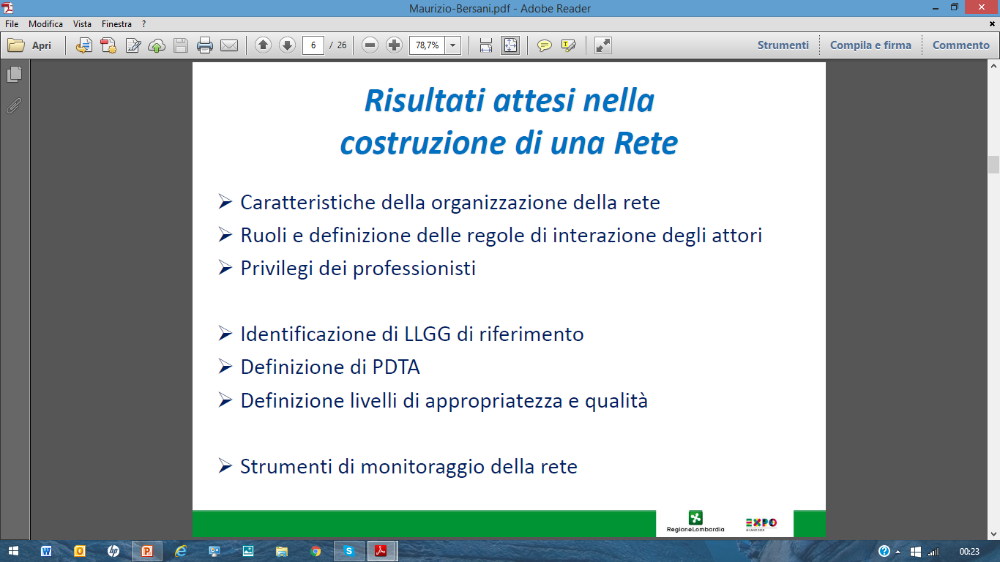 Maurizio-Bersani.pdf - Adobe Reader
File Modifica Vista Finestra ?
Apri 6 / 26 78,7% Strumenti Compila e firma Commento
Risultati attesi nella
costruzione di una Rete
Caratteristiche della organizzazione della rete
Ruoli e definizione delle regole di interazione degli attori
Privilegi dei professionisti
Identificazione di LLGG di riferimento
Definizione di PDTA
Definizione livelli di appropriatezza e qualità
Strumenti di monitoraggio della rete
RegioneLombardia
EXPO
MILANO 2015
00:23